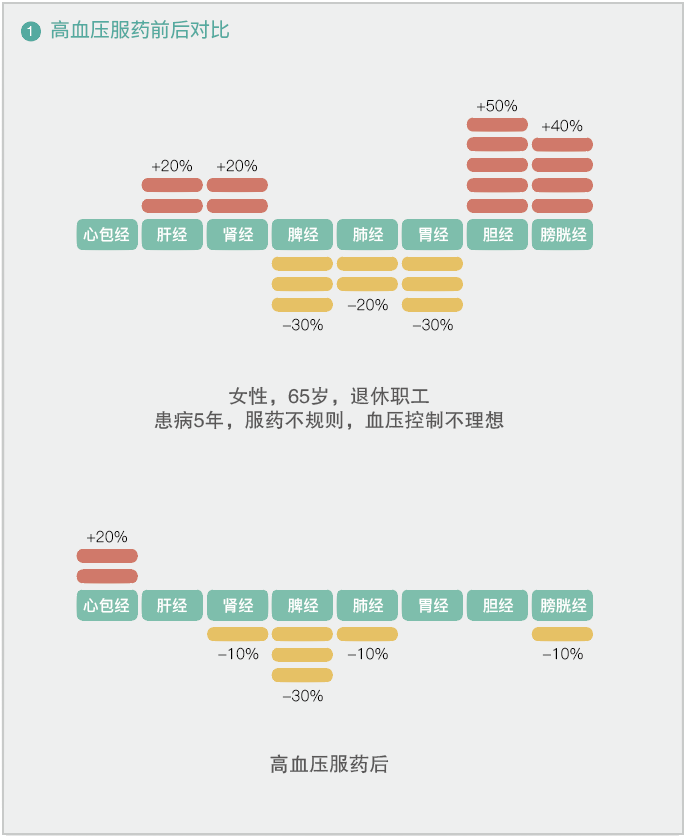 1 高血压服药前后对比
+50%
+40%
+20% +20%
心包经 肝经 肾经 脾经 肺经 胃经 胆经 膀胱经
–20%
–30% –30%
女性，65岁，退休职工
患病5年，服药不规则，血压控制不理想
+20%
心包经 肝经 肾经 脾经 肺经 胃经 胆经 膀胱经
–10% –10% –10%
–30%
高血压服药后